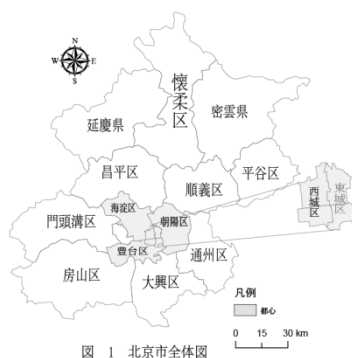 N
W E
S
懐柔区
密雲県
延慶県
昌平区
平谷区
順義区
海淀区
朝陽区
西城区
東城区
門頭溝区
豊台区
通州区
房山区
大興区
凡例
都心
0 15 30 km
図 1 北京市全体図